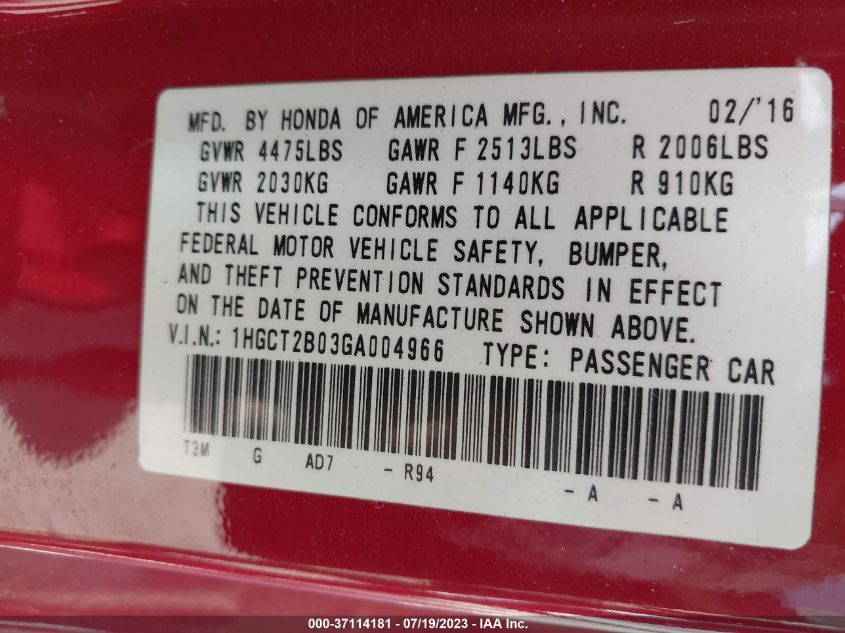 MFD. BY HONDA OF AMERICA MFG., INC. 02/'16
GVWR 4475LBS GAWR F 2513LBS R 2006LBS
GVWR 2030KG GAWR F 1140KG R 910KG
THIS VEHICLE CONFORMS TO ALL APPLICABLE
FEDERAL MOTOR VEHICLE SAFETY, BUMPER,
AND THEFT PREVENTION STANDARDS IN EFFECT
ON THE DATE OF MANUFACTURE SHOWN ABOVE.
V.I.N.: 1HGCT2B03GA004966 TYPE: PASSENGER CAR
T3M G AD7 - R94 - A - A
000-37114181 / 07/19/2023 - IAA Inc.